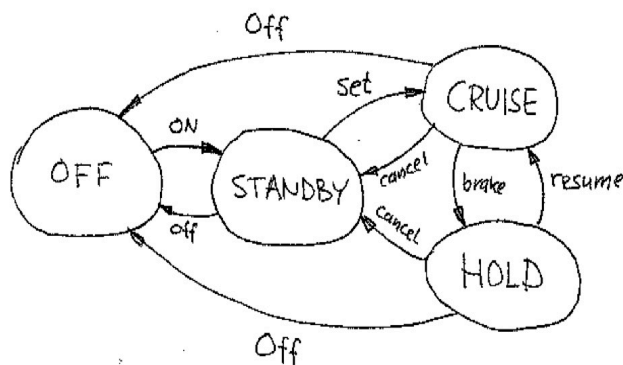 Off
set
CRUISE
ON
OFF
STANDBY
cancel
brake
resume
off
cancel
HOLD
Off